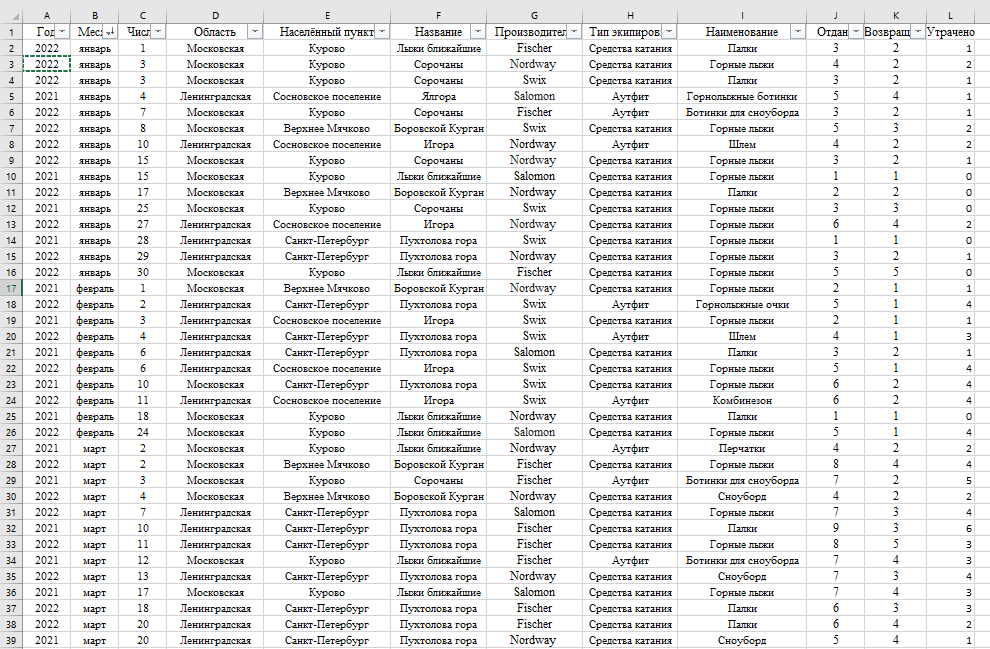 A B C D E F G H I J K L
1 Год Меся Числ Область Населённый пункт Название Производител Тип экипиров Наименование Отдан Возвращ Утрачено
2 2022 январь 1 Московская Курово Лыжи ближайшие Fischer Средства катания Палки 3 2 1
3 2022 январь 3 Московская Курово Сорочаны Nordway Средства катания Горные лыжи 4 2 2
4 2022 январь 3 Московская Курово Сорочаны Swix Средства катания Палки 3 2 1
5 2021 январь 4 Ленинградская Сосновское поселение Ялгора Salomon Аутфит Горнолыжные ботинки 5 4 1
6 2022 январь 7 Московская Курово Сорочаны Fischer Аутфит Ботинки для сноуборда 3 2 1
7 2022 январь 8 Московская Верхнее Мячково Боровской Курган Swix Средства катания Горные лыжи 5 3 2
8 2022 январь 10 Ленинградская Сосновское поселение Игора Nordway Аутфит Шлем 4 2 2
9 2022 январь 15 Московская Курово Сорочаны Nordway Средства катания Горные лыжи 3 2 1
10 2021 январь 15 Московская Курово Лыжи ближайшие Salomon Средства катания Горные лыжи 1 1 0
11 2022 январь 17 Московская Верхнее Мячково Боровской Курган Nordway Средства катания Палки 2 2 0
12 2021 январь 25 Московская Курово Сорочаны Swix Средства катания Горные лыжи 3 3 0
13 2022 январь 27 Ленинградская Сосновское поселение Игора Nordway Средства катания Горные лыжи 6 4 2
14 2021 январь 28 Ленинградская Санкт-Петербург Пухтолова гора Swix Средства катания Горные лыжи 1 1 0
15 2022 январь 29 Ленинградская Санкт-Петербург Пухтолова гора Nordway Средства катания Горные лыжи 3 2 1
16 2022 январь 30 Московская Курово Лыжи ближайшие Fischer Средства катания Горные лыжи 5 5 0
17 2021 февраль 1 Московская Верхнее Мячково Боровской Курган Nordway Средства катания Горные лыжи 2 1 1
18 2022 февраль 2 Ленинградская Санкт-Петербург Пухтолова гора Swix Аутфит Горнолыжные очки 5 1 4
19 2021 февраль 3 Ленинградская Сосновское поселение Игора Swix Средства катания Горные лыжи 2 1 1
20 2022 февраль 4 Ленинградская Санкт-Петербург Пухтолова гора Swix Аутфит Шлем 4 1 3
21 2021 февраль 6 Ленинградская Санкт-Петербург Пухтолова гора Salomon Средства катания Палки 3 2 1
22 2022 февраль 6 Ленинградская Сосновское поселение Игора Swix Средства катания Горные лыжи 5 1 4
23 2021 февраль 10 Московская Санкт-Петербург Пухтолова гора Swix Средства катания Горные лыжи 6 2 4
24 2022 февраль 11 Ленинградская Сосновское поселение Игора Swix Аутфит Комбинезон 6 2 4
25 2021 февраль 18 Московская Курово Лыжи ближайшие Nordway Средства катания Палки 1 1 0
26 2022 февраль 24 Московская Курово Лыжи ближайшие Salomon Средства катания Горные лыжи 5 1 4
27 2021 март 2 Московская Курово Лыжи ближайшие Nordway Аутфит Перчатки 4 2 2
28 2022 март 2 Московская Верхнее Мячково Боровской Курган Fischer Средства катания Горные лыжи 8 4 4
29 2021 март 3 Московская Курово Сорочаны Fischer Аутфит Ботинки для сноуборда 7 2 5
30 2022 март 4 Московская Верхнее Мячково Боровской Курган Nordway Средства катания Сноуборд 4 2 2
31 2022 март 7 Ленинградская Санкт-Петербург Пухтолова гора Salomon Средства катания Горные лыжи 7 3 4
32 2021 март 10 Ленинградская Санкт-Петербург Пухтолова гора Fischer Средства катания Палки 9 3 6
33 2022 март 11 Ленинградская Санкт-Петербург Пухтолова гора Fischer Средства катания Горные лыжи 8 5 3
34 2021 март 12 Московская Курово Лыжи ближайшие Fischer Аутфит Ботинки для сноуборда 7 4 3
35 2022 март 13 Ленинградская Санкт-Петербург Пухтолова гора Nordway Средства катания Сноуборд 7 3 4
36 2021 март 17 Московская Курово Лыжи ближайшие Salomon Средства катания Горные лыжи 7 4 3
37 2022 март 18 Ленинградская Санкт-Петербург Пухтолова гора Fischer Средства катания Палки 6 3 3
38 2022 март 20 Ленинградская Санкт-Петербург Пухтолова гора Fischer Средства катания Палки 6 4 2
39 2021 март 20 Ленинградская Санкт-Петербург Пухтолова гора Nordway Средства катания Сноуборд 5 4 1